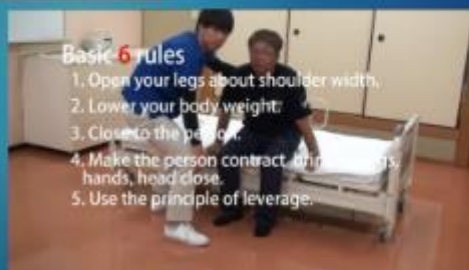 Basic 6 rules
1. Open your legs about shoulder width.
2. Lower your body weight.
3. Close to the person.
4. Make the person contract,
hands, head close.
5. Use the principle of leverage.